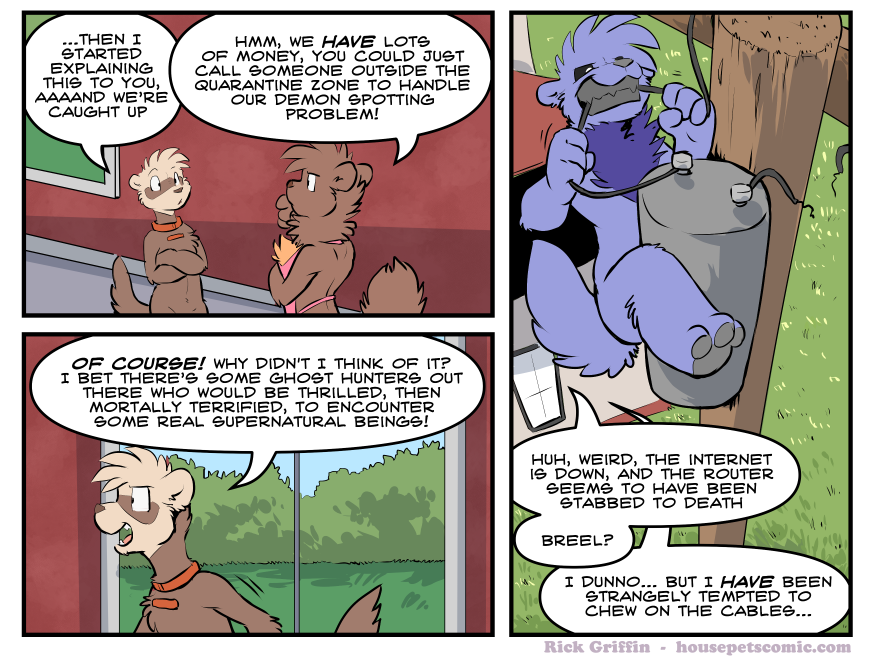 ...THEN I
STARTED
EXPLAINING
THIS TO YOU,
AAAAND WE'RE
CAUGHT UP
HMM, WE HAVE LOTS
OF MONEY, YOU COULD JUST
CALL SOMEONE OUTSIDE THE
QUARANTINE ZONE TO HANDLE
OUR DEMON SPOTTING
PROBLEM!
OF COURSE! WHY DIDN'T I THINK OF IT?
I BET THERE'S SOME GHOST HUNTERS OUT
THERE WHO WOULD BE THRILLED, THEN
MORTALLY TERRIFIED, TO ENCOUNTER
SOME REAL SUPERNATURAL BEINGS!
HUH, WEIRD, THE INTERNET
IS DOWN, AND THE ROUTER
SEEMS TO HAVE BEEN
STABBED TO DEATH
BREEL?
I DUNNO... BUT I HAVE BEEN
STRANGELY TEMPTED TO
CHEW ON THE CABLES...
Rick Griffin - housepetscomic.com